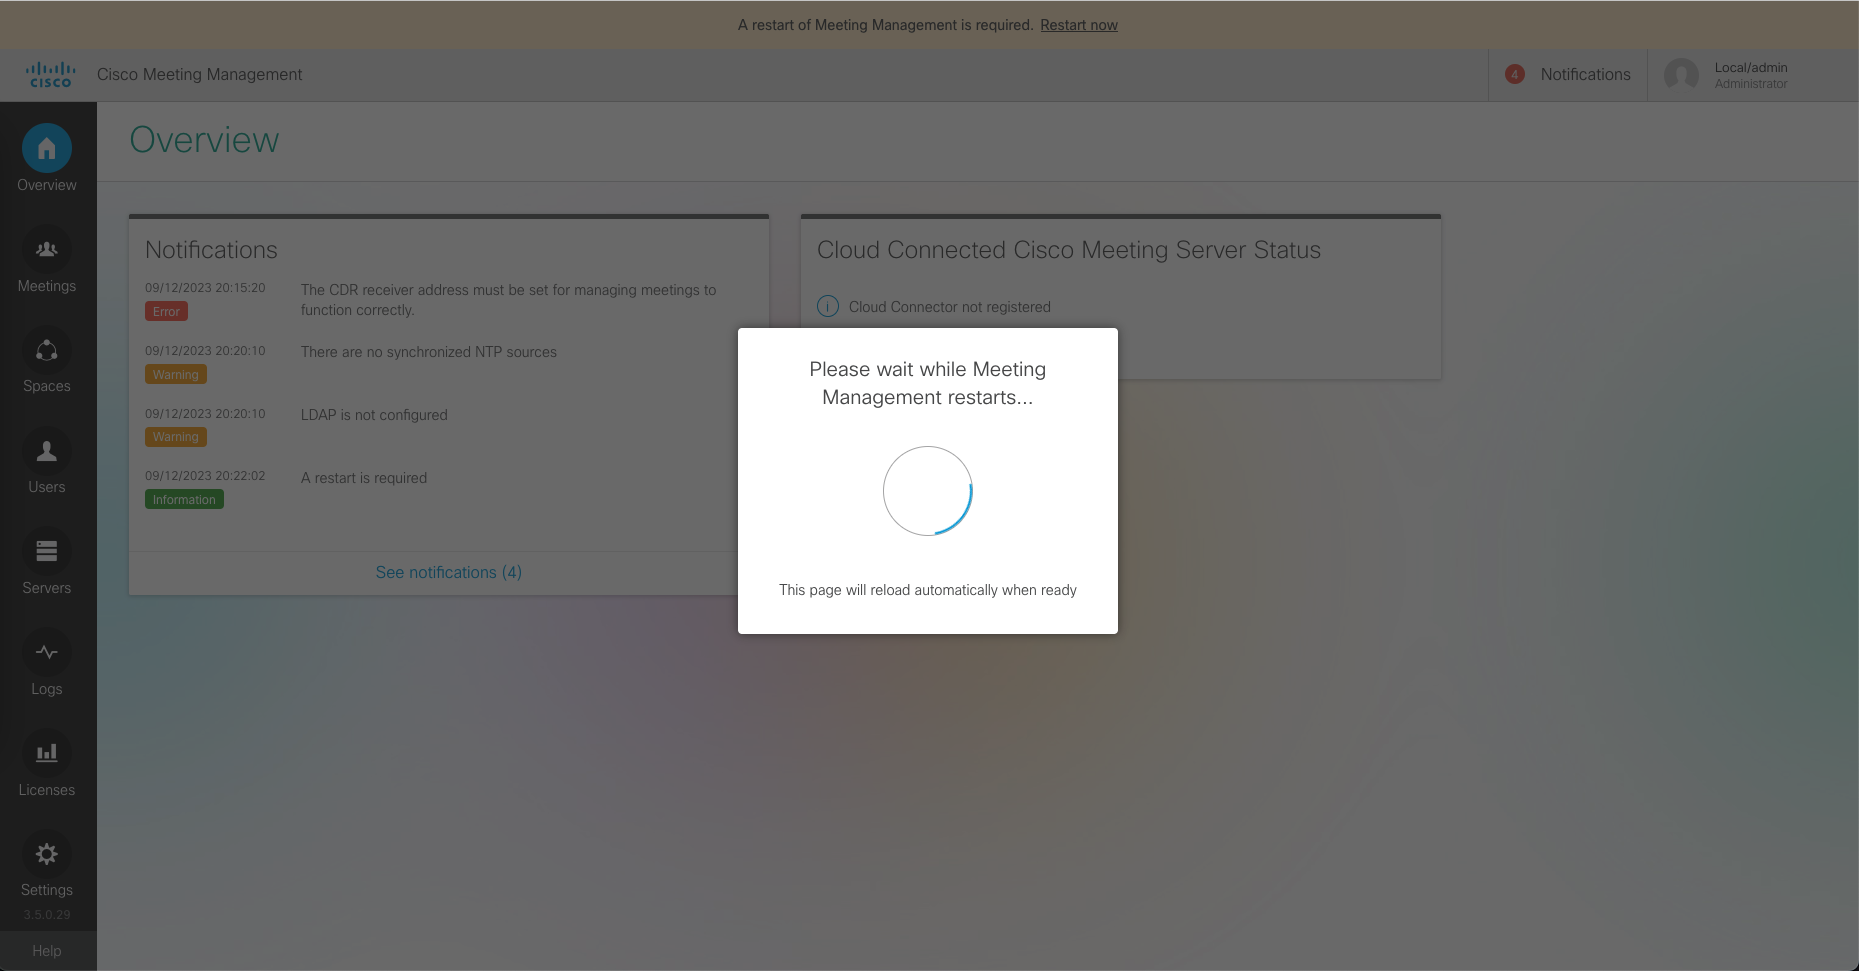 A restart of Meeting Management is required. Restart now
CISCO
Cisco Meeting Management
4 Notifications
Local/admin
Administrator
Overview
Meetings
Spaces
Users
Servers
Logs
Licenses
Settings
3.5.0.29
Help
Overview
Notifications
09/12/2023 20:15:20 The CDR receiver address must be set for managing meetings to
Error function correctly.
09/12/2023 20:20:10 There are no synchronized NTP sources
Warning
09/12/2023 20:20:10 LDAP is not configured
Warning
09/12/2023 20:22:02 A restart is required
Information
See notifications (4)
Cloud Connected Cisco Meeting Server Status
i Cloud Connector not registered
Please wait while Meeting
Management restarts...
This page will reload automatically when ready